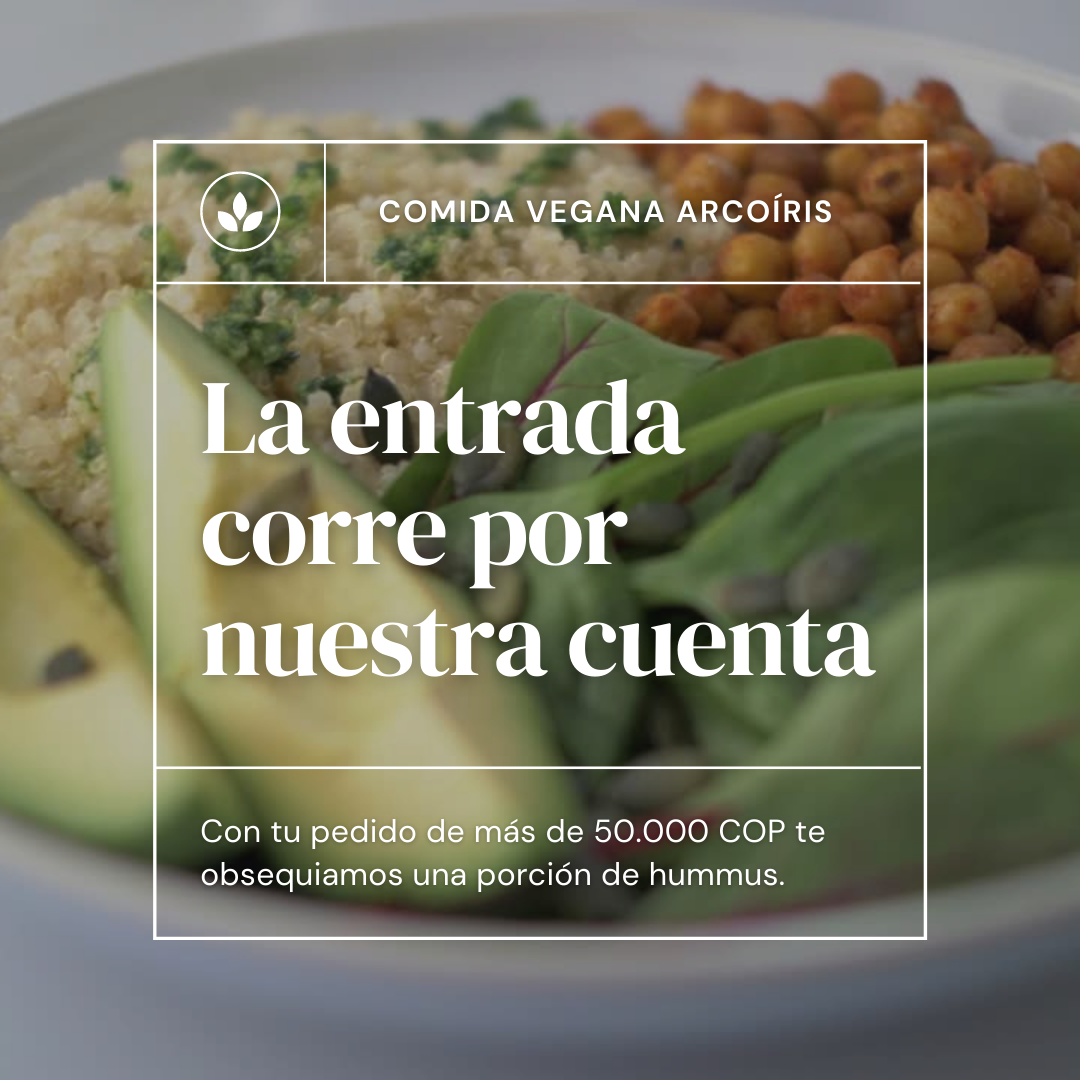 COMIDA VEGANA ARCOÍRIS
La entrada
corre por
nuestra cuenta
Con tu pedido de más de 50.000 COP te
obsequiamos una porción de hummus.